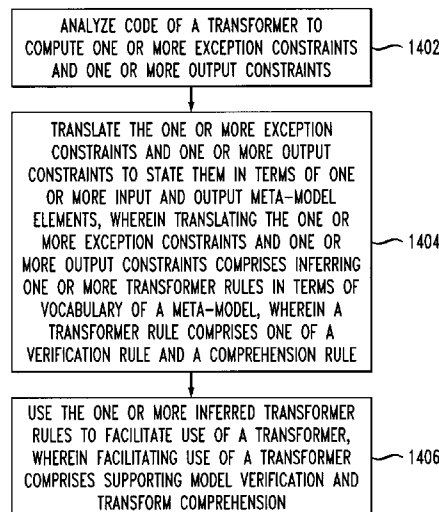 ANALYZE CODE OF A TRANSFORMER TO
COMPUTE ONE OR MORE EXCEPTION CONSTRAINTS
AND ONE OR MORE OUTPUT CONSTRAINTS
1402
TRANSLATE THE ONE OR MORE EXCEPTION
CONSTRAINTS AND ONE OR MORE OUTPUT
CONSTRAINTS TO STATE THEM IN TERMS OF ONE
OR MORE INPUT AND OUTPUT META-MODEL
ELEMENTS, WHEREIN TRANSLATING THE ONE OR
MORE EXCEPTION CONSTRAINTS AND ONE OR
MORE OUTPUT CONSTRAINTS COMPRISES INFERRING
ONE OR MORE TRANSFORMER RULES IN TERMS OF
VOCABULARY OF A META-MODEL, WHEREIN A
TRANSFORMER RULE COMPRISES ONE OF A
VERIFICATION RULE AND A COMPREHENSION RULE
1404
USE THE ONE OR MORE INFERRED TRANSFORMER
RULES TO FACILITATE USE OF A TRANSFORMER,
WHEREIN FACILITATING USE OF A TRANSFORMER
COMPRISES SUPPORTING MODEL VERIFICATION AND
TRANSFORM COMPREHENSION
1406